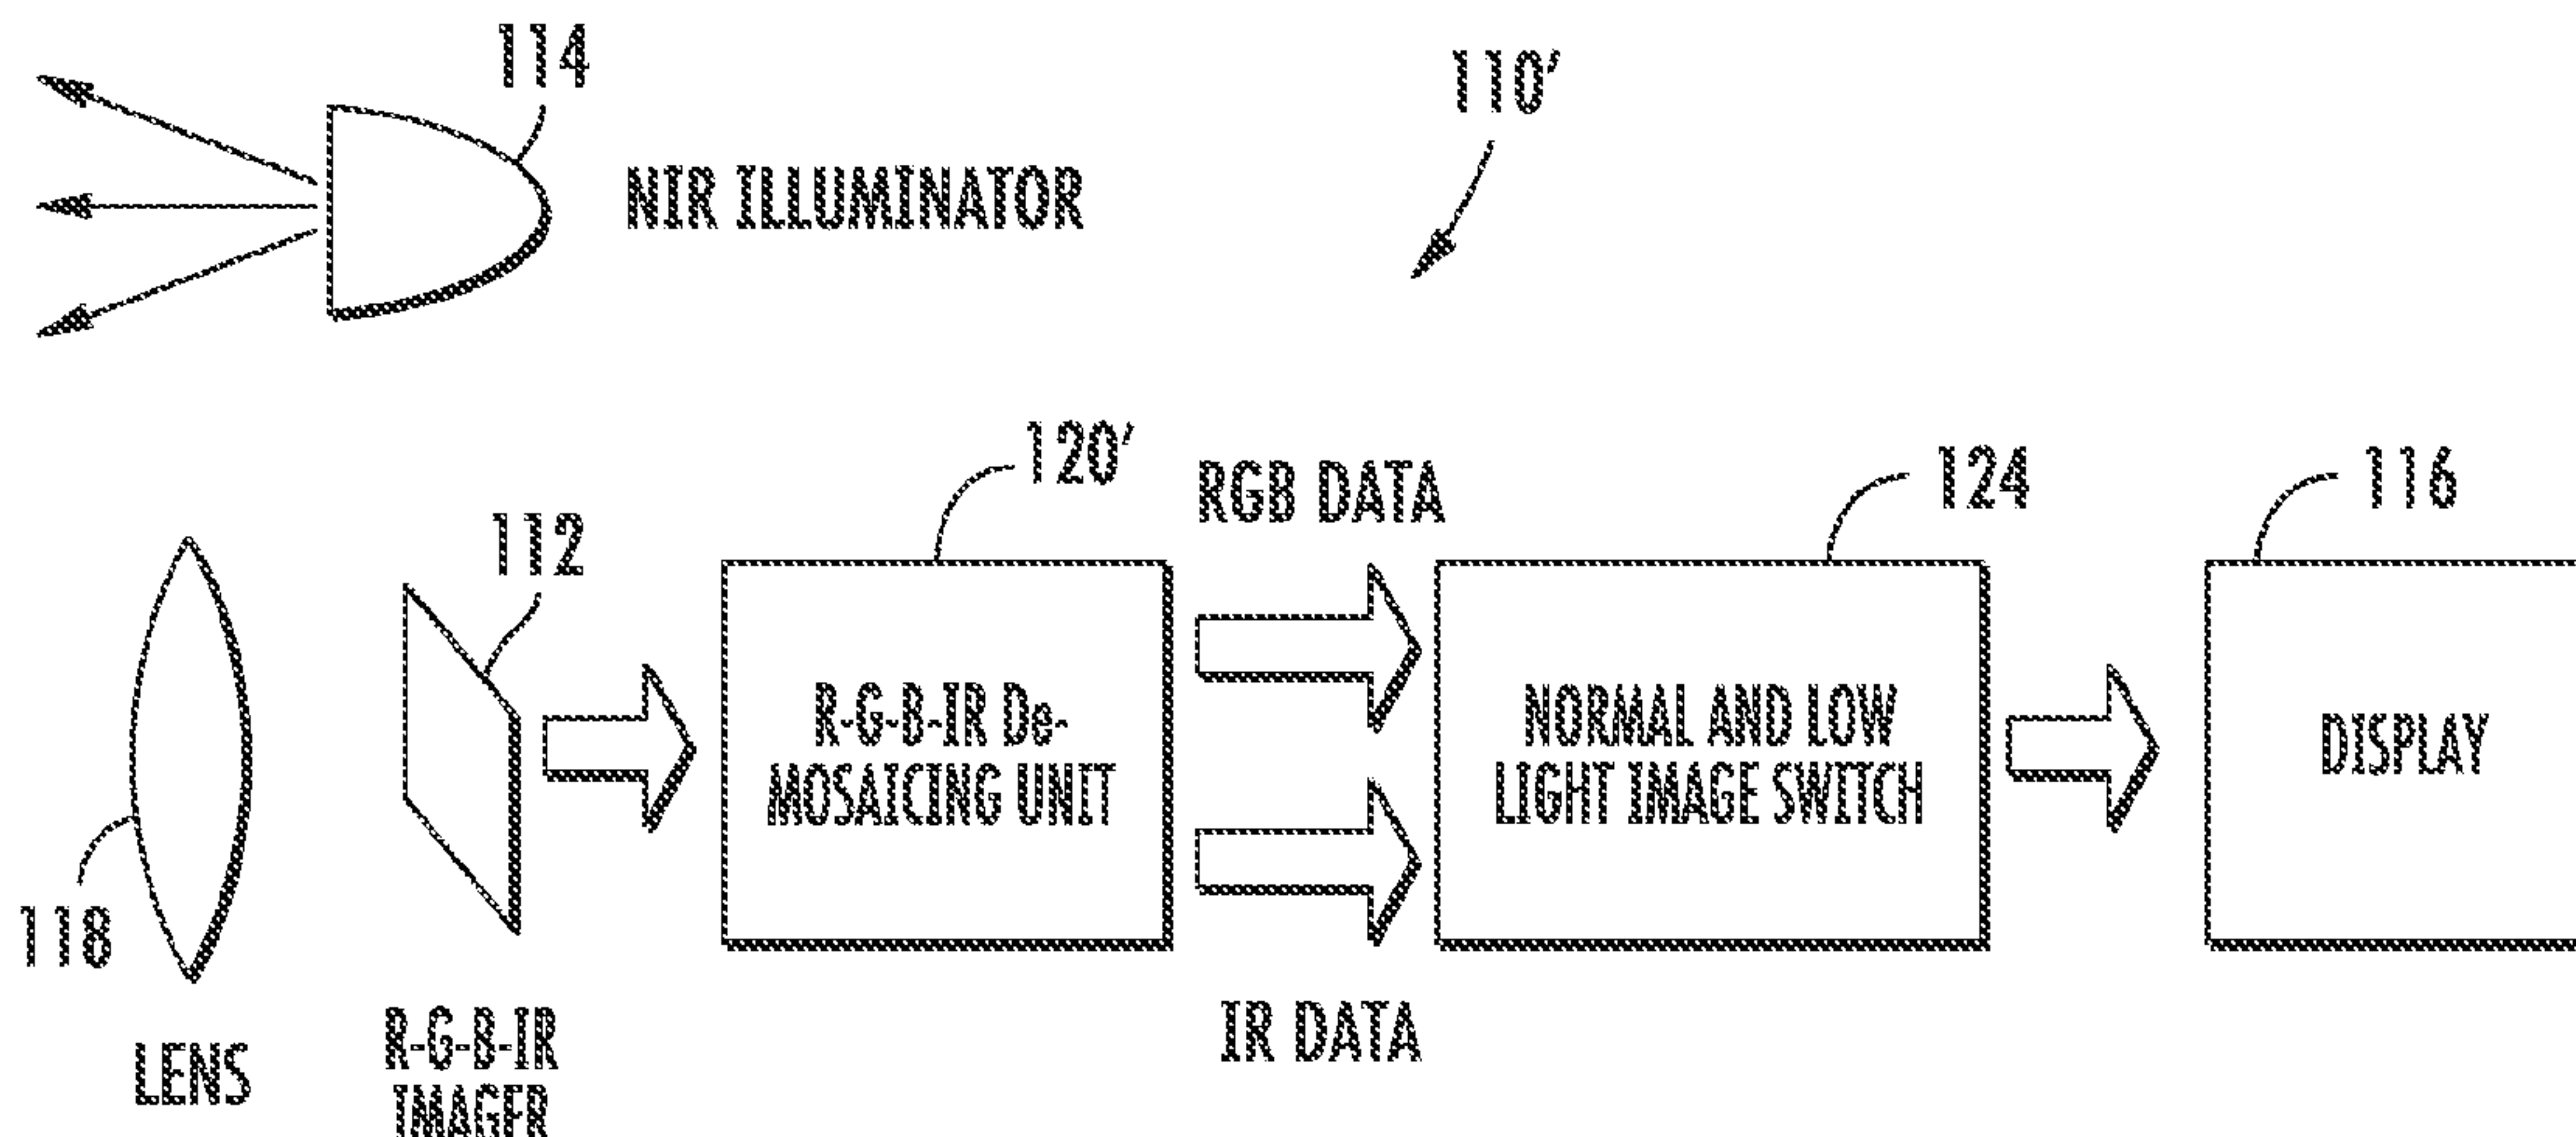 114
110'
NIR ILLUMINATOR
120'
RGB DATA
124
116
112
R-G-B-IR De-
MOSAICING UNIT
NORMAL AND LOW
LIGHT IMAGE SWITCH
DISPLAY
118
IR DATA
LENS
R-G-B-IR
IMAGER